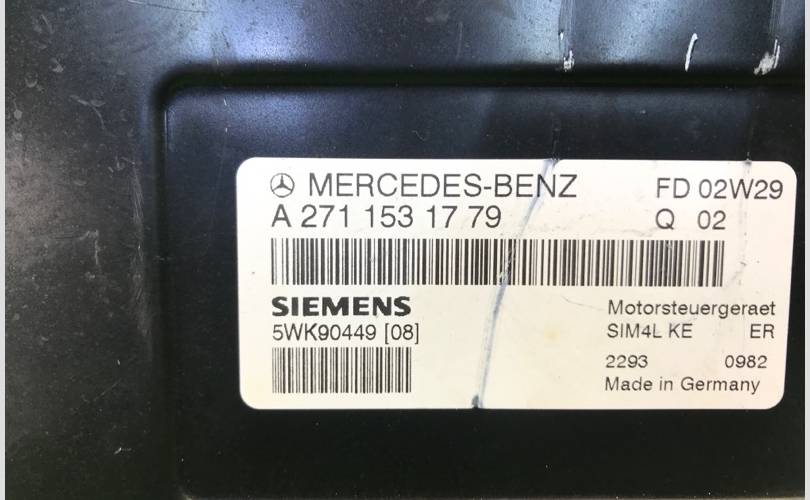 MERCEDES-BENZ FD 02W29
A 271 153 17 79 Q 02
SIEMENS Motorsteuergeraet
5WK90449 [08] SIM4L KE ER
2293 0982
Made in Germany